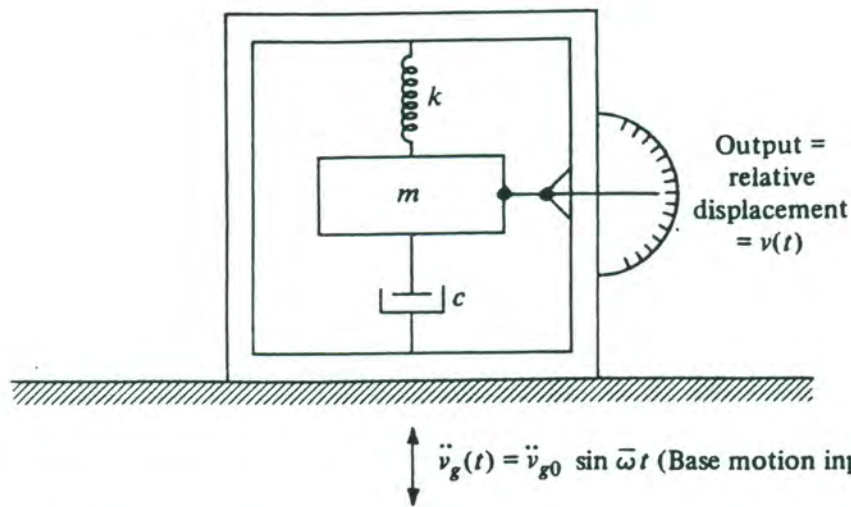 k
m
c
Output =
relative
displacement
= v(t)
v̈g(t) = v̈g0 sin ω̄t (Base motion inp